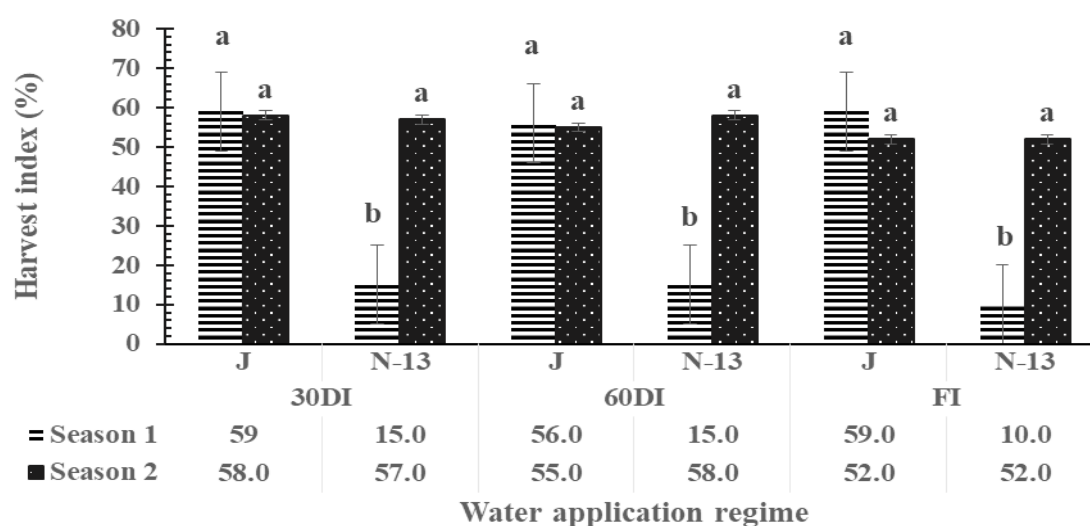 Harvest index (%)
80
70
60
50
40
30
20
10
0
a
a
a
b
a
a
a
b
a
a
a
b
J N-13 J N-13 J N-13
30DI 60DI FI
Season 1 59 15.0 56.0 15.0 59.0 10.0
Season 2 58.0 57.0 55.0 58.0 52.0 52.0
Water application regime